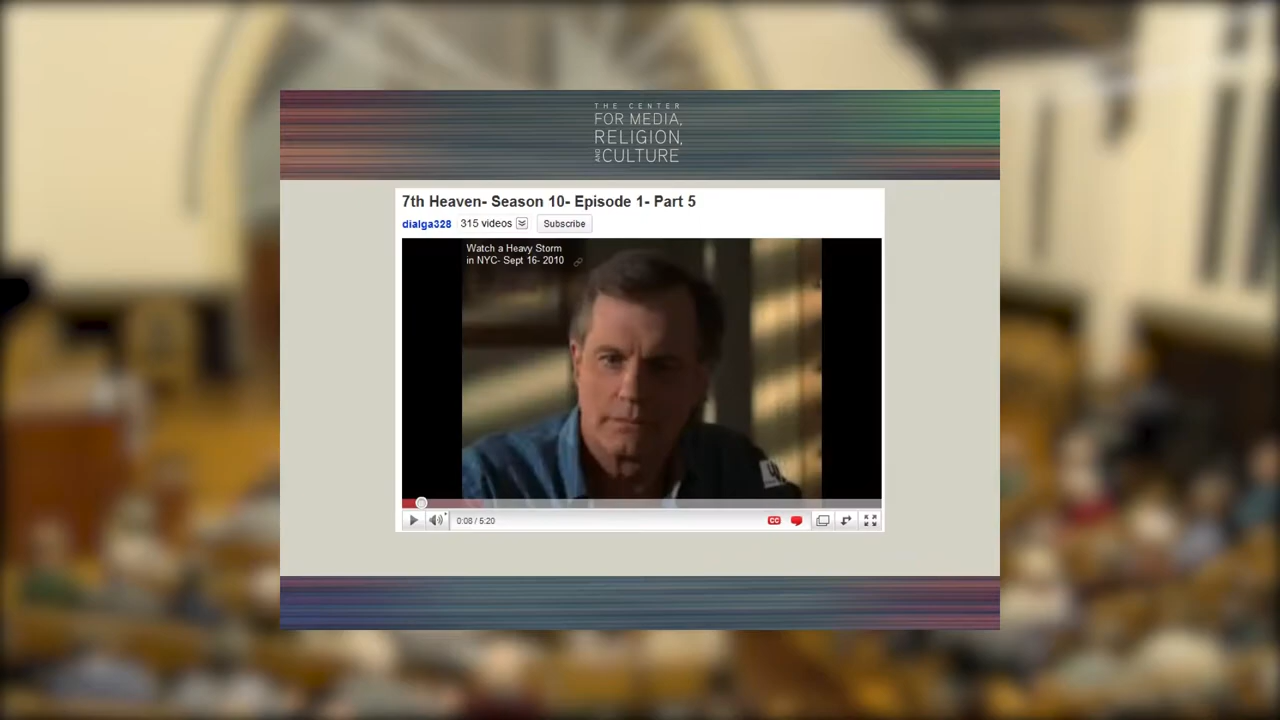 THE CENTER
FOR MEDIA,
RELIGION,
AND CULTURE
7th Heaven- Season 10- Episode 1- Part 5
dialga328 315 videos Subscribe
Watch a Heavy Storm
in NYC- Sept 16- 2010
0:08 / 5:20
CC